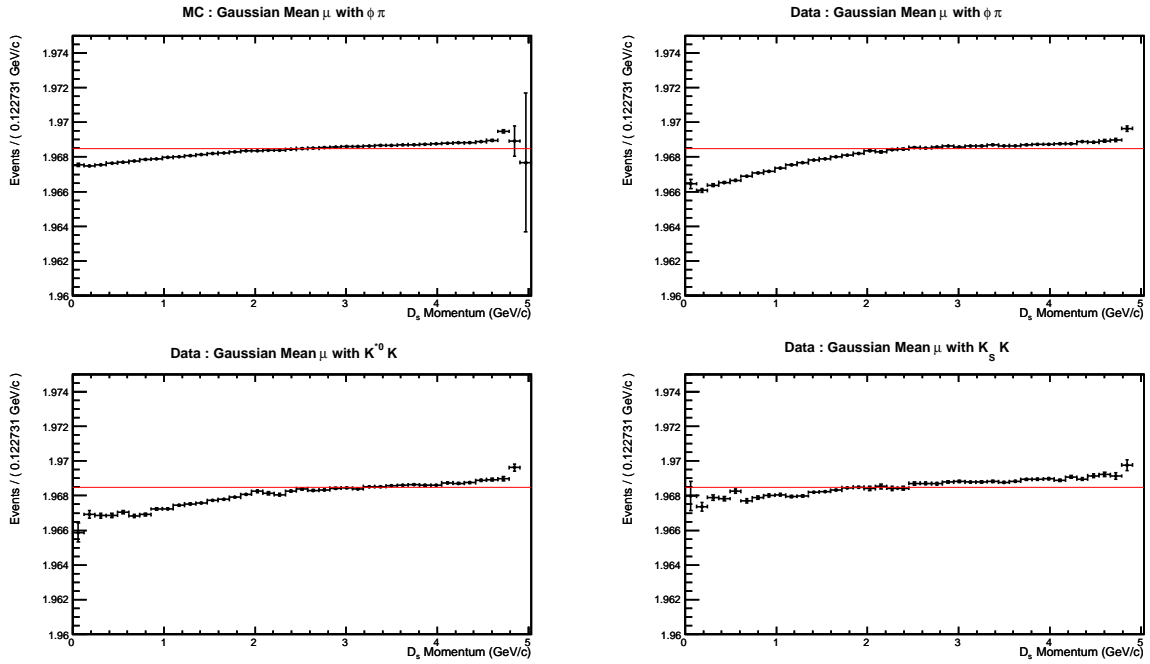 MC : Gaussian Mean μ with ϕ π
Events / ( 0.122731 GeV/c )
1.974
1.972
1.97
1.968
1.966
1.964
1.962
1.96
0 1 2 3 4 5
D_s Momentum (GeV/c)
Data : Gaussian Mean μ with ϕ π
Events / ( 0.122731 GeV/c )
1.974
1.972
1.97
1.968
1.966
1.964
1.962
1.96
0 1 2 3 4 5
D_s Momentum (GeV/c)
Data : Gaussian Mean μ with K^{*0} K
Events / ( 0.122731 GeV/c )
1.974
1.972
1.97
1.968
1.966
1.964
1.962
1.96
0 1 2 3 4 5
D_s Momentum (GeV/c)
Data : Gaussian Mean μ with K_S K
Events / ( 0.122731 GeV/c )
1.974
1.972
1.97
1.968
1.966
1.964
1.962
1.96
0 1 2 3 4 5
D_s Momentum (GeV/c)